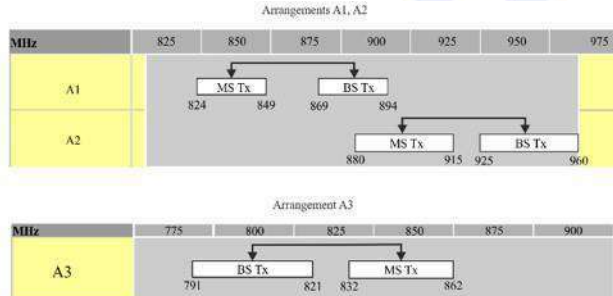 Arrangements A1, A2
MHz 825 850 875 900 925 950 975
A1 MS Tx BS Tx
824 849 869 894
A2 MS Tx BS Tx
880 915 925 960
Arrangement A3
MHz 775 800 825 850 875 900
A3 BS Tx MS Tx
791 821 832 862